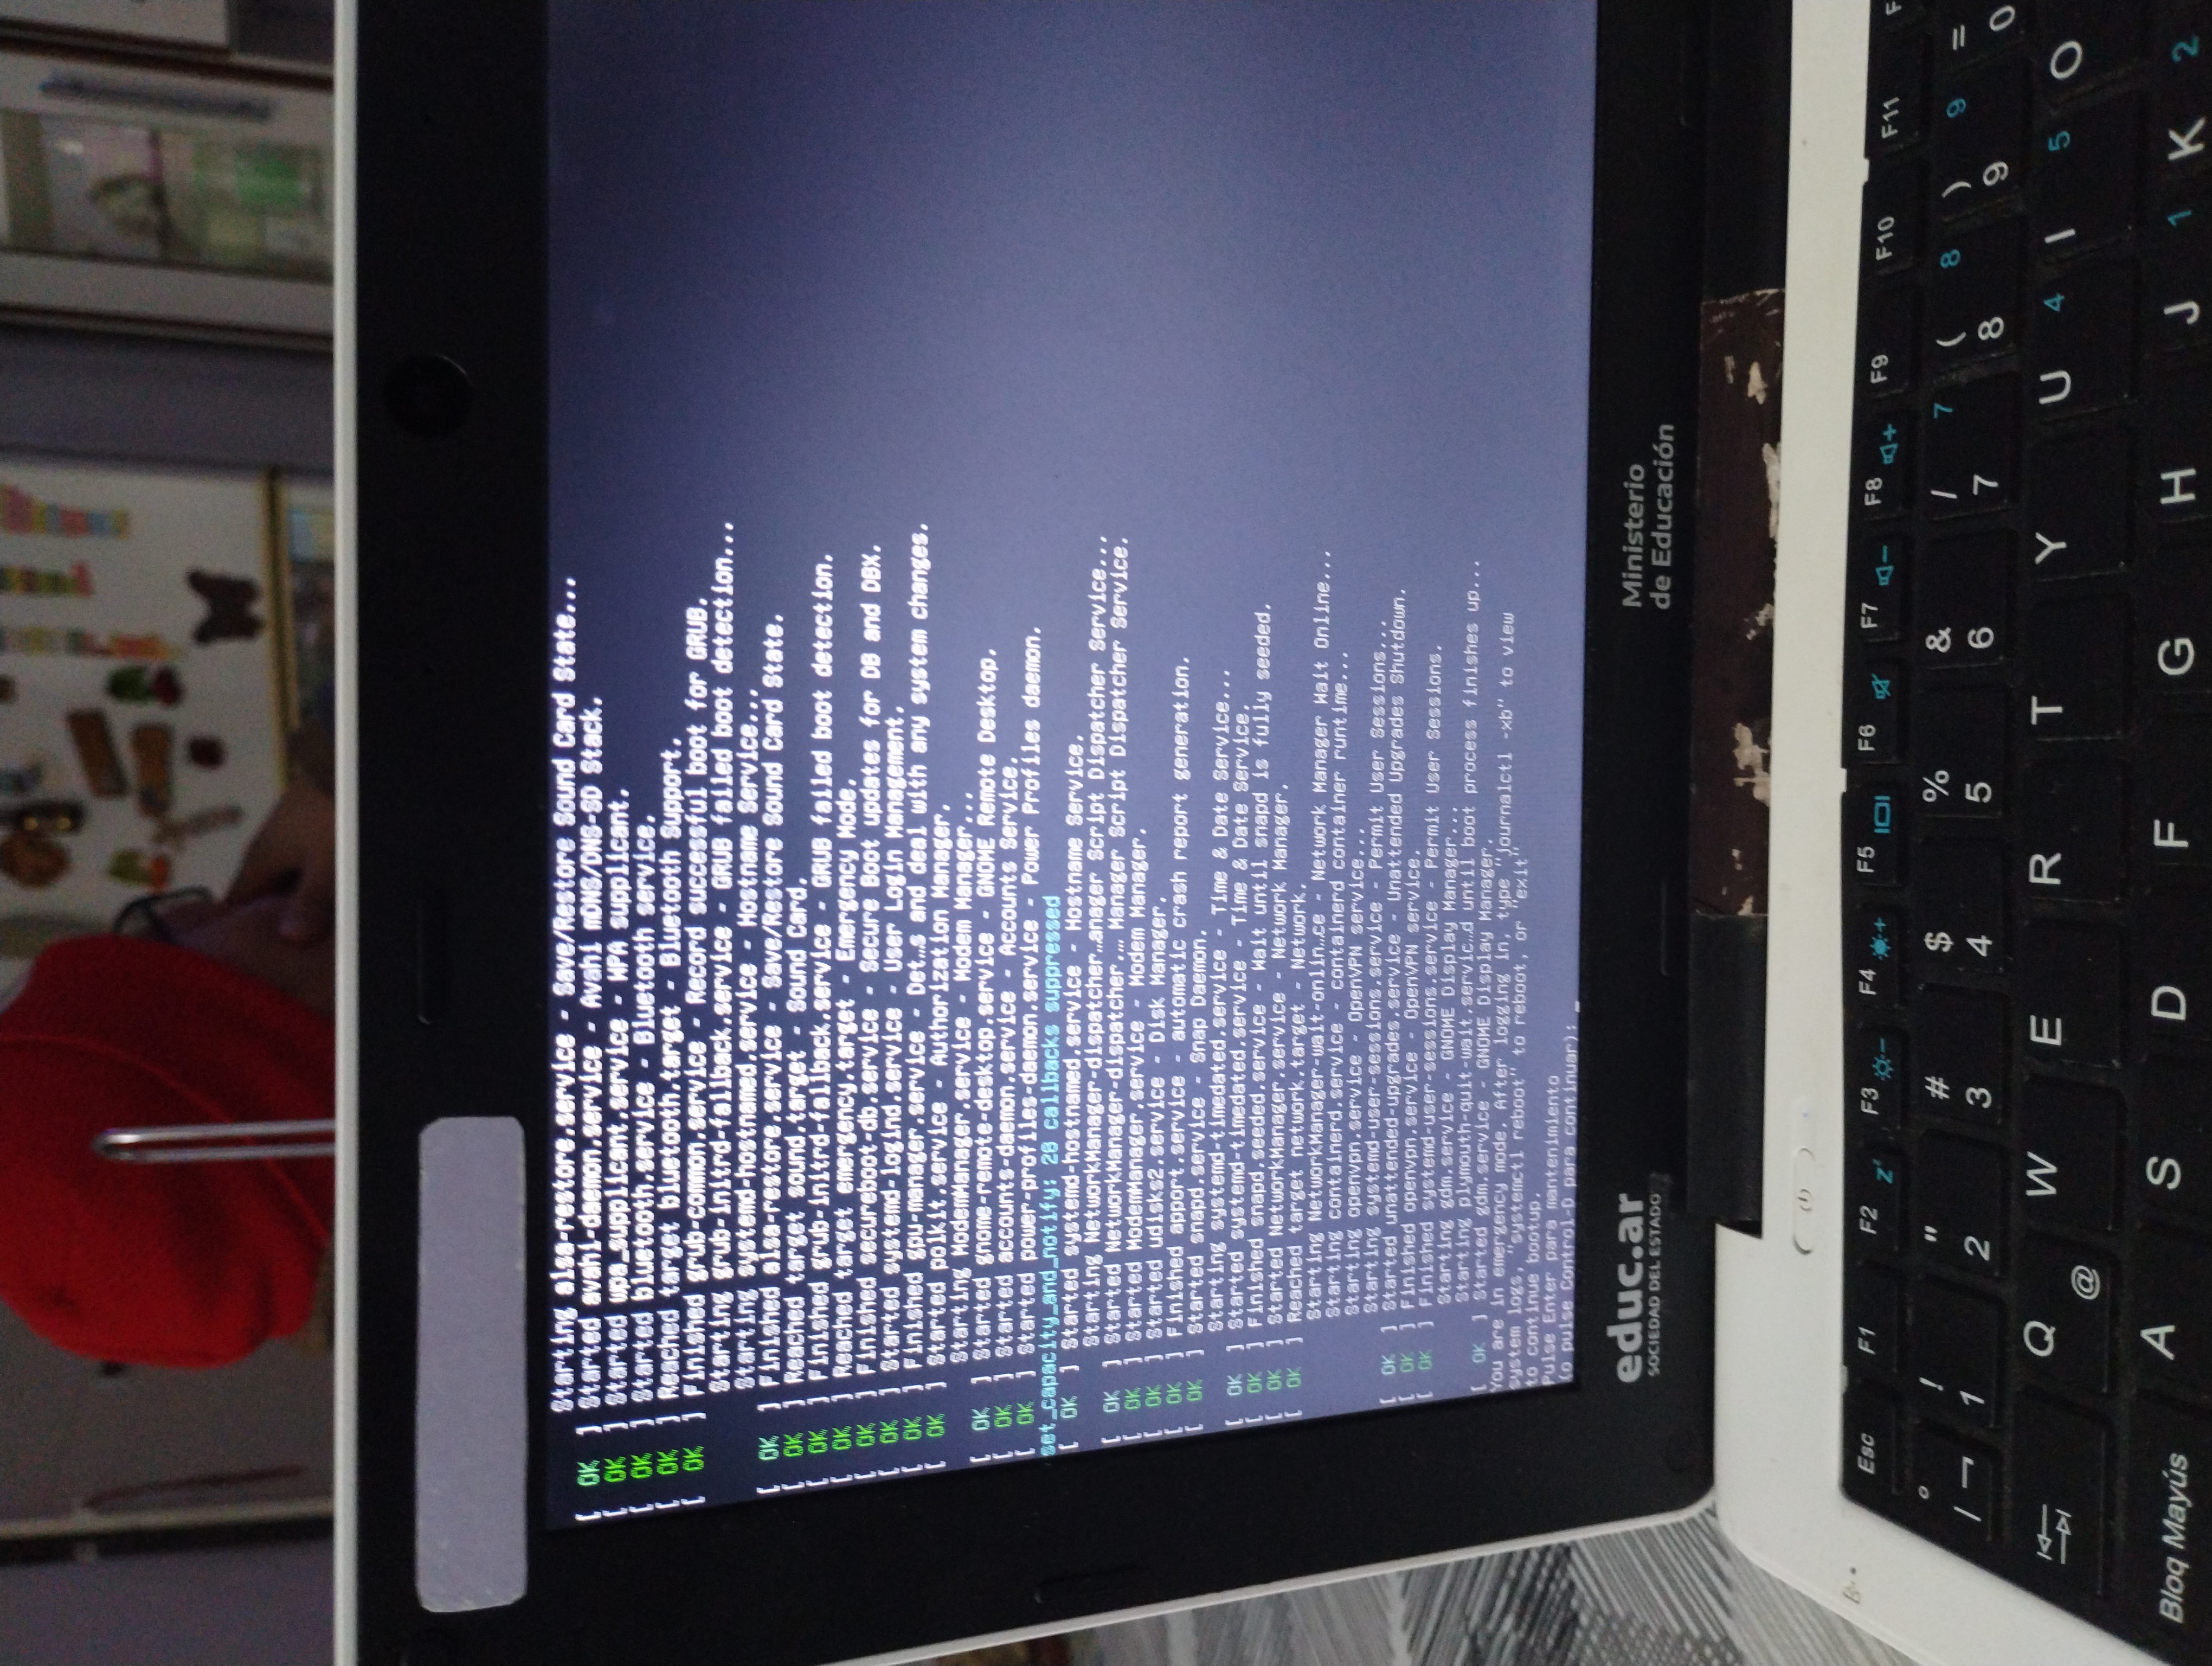 Starting alsa-restore.service - Save/Restore Sound Card State...
[ OK ] Started avahi-daemon.service - Avahi mDNS/DNS-SD Stack.
[ OK ] Started wpa_supplicant.service - WPA supplicant.
[ OK ] Started bluetooth.service - Bluetooth service.
[ OK ] Reached target bluetooth.target - Bluetooth Support.
[ OK ] Finished grub-common.service - Record successful boot for GRUB.
Starting grub-initrd-fallback.service - GRUB failed boot detection...
Starting systemd-hostnamed.service - Hostname Service...
[ OK ] Finished alsa-restore.service - Save/Restore Sound Card State.
[ OK ] Reached target sound.target - Sound Card.
[ OK ] Finished grub-initrd-fallback.service - GRUB failed boot detection.
[ OK ] Reached target emergency.target - Emergency Mode.
[ OK ] Finished secureboot-db.service - Secure Boot updates for DB and DBX.
[ OK ] Started systemd-logind.service - User Login Management.
[ OK ] Finished gpu-manager.service - Det…s and deal with any system changes.
[ OK ] Started polkit.service - Authorization Manager.
Starting ModemManager.service - Modem Manager...
[ OK ] Started gnome-remote-desktop.service - GNOME Remote Desktop.
[ OK ] Started accounts-daemon.service - Accounts Service.
[ OK ] Started power-profiles-daemon.service - Power Profiles daemon.
set_capacity_and_notify: 28 callbacks suppressed
[ OK ] Started systemd-hostnamed.service - Hostname Service.
Starting NetworkManager-dispatcher…anager Script Dispatcher Service...
[ OK ] Started NetworkManager-dispatcher.… Manager Script Dispatcher Service.
[ OK ] Started ModemManager.service - Modem Manager.
[ OK ] Started udisks2.service - Disk Manager.
[ OK ] Finished apport.service - automatic crash report generation.
[ OK ] Started snapd.service - Snap Daemon.
Starting systemd-timedated.service - Time & Date Service...
[ OK ] Started systemd-timedated.service - Time & Date Service.
[ OK ] Finished snapd.seeded.service - Wait until snapd is fully seeded.
[ OK ] Started NetworkManager.service - Network Manager.
[ OK ] Reached target network.target - Network.
Starting NetworkManager-wait-onlin…ce - Network Manager Wait Online...
Starting containerd.service - containerd container runtime...
Starting openvpn.service - OpenVPN service...
Starting systemd-user-sessions.service - Permit User Sessions...
[ OK ] Started unattended-upgrades.service - Unattended Upgrades Shutdown.
[ OK ] Finished openvpn.service - OpenVPN service.
[ OK ] Finished systemd-user-sessions.service - Permit User Sessions.
Starting gdm.service - GNOME Display Manager...
Starting plymouth-quit-wait.servic…d until boot process finishes up...
[ OK ] Started gdm.service - GNOME Display Manager.
You are in emergency mode. After logging in, type "journalctl -xb" to view
system logs, "systemctl reboot" to reboot, or "exit"
to continue bootup.
Pulse Enter para mantenimiento
(o pulse Control-D para continuar): _
educ.ar
SOCIEDAD DEL ESTADO
Ministerio
de Educación
Esc F1 F2 z F3 F4 F5 F6 F7 F8 F9 F10 F11 F
° ! " # $ % & / 7 ( 8 ) 9 =
| ¬ 1 2 3 4 5 6 7 8 9 0
Q @ W E R T Y U 4 I 5 O
Bloq Mayús A S D F G H J 1 K 2